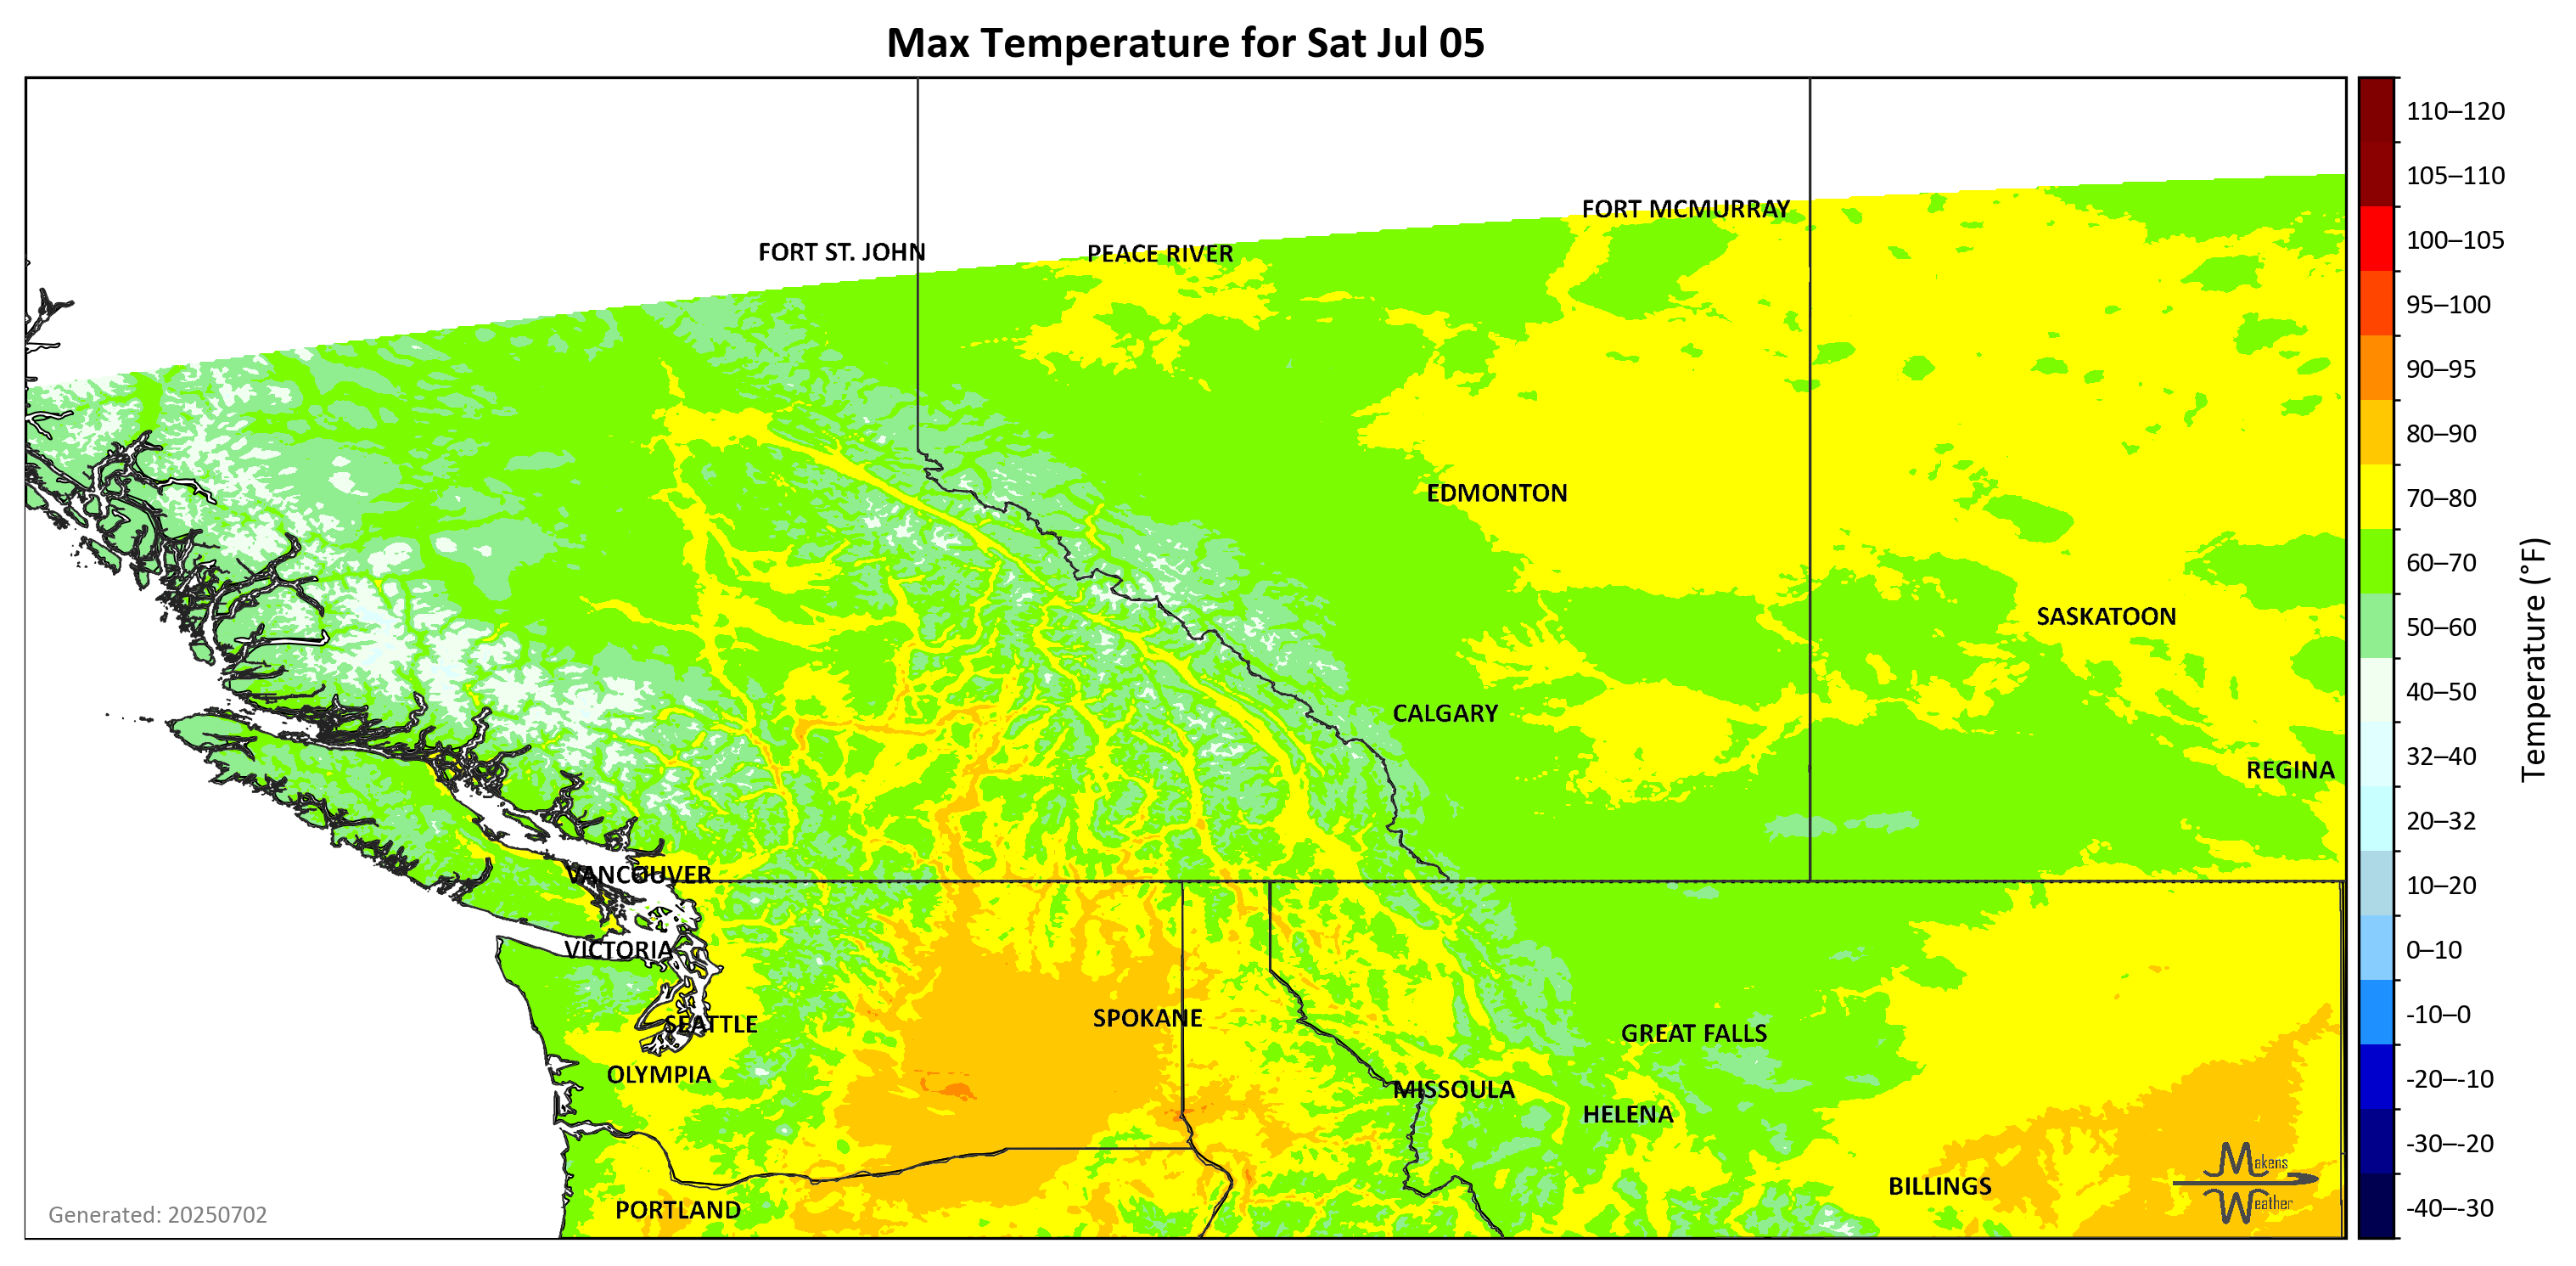 Max Temperature for Sat Jul 05
FORT MCMURRAY
FORT ST. JOHN
PEACE RIVER
EDMONTON
SASKATOON
CALGARY
REGINA
VANCOUVER
VICTORIA
SEATTLE
SPOKANE
GREAT FALLS
OLYMPIA
MISSOULA
HELENA
BILLINGS
PORTLAND
Makens
Weather
Generated: 20250702
110–120
105–110
100–105
95–100
90–95
80–90
70–80
60–70
50–60
40–50
32–40
20–32
10–20
0–10
-10–0
-20–-10
-30–-20
-40–-30
Temperature (°F)